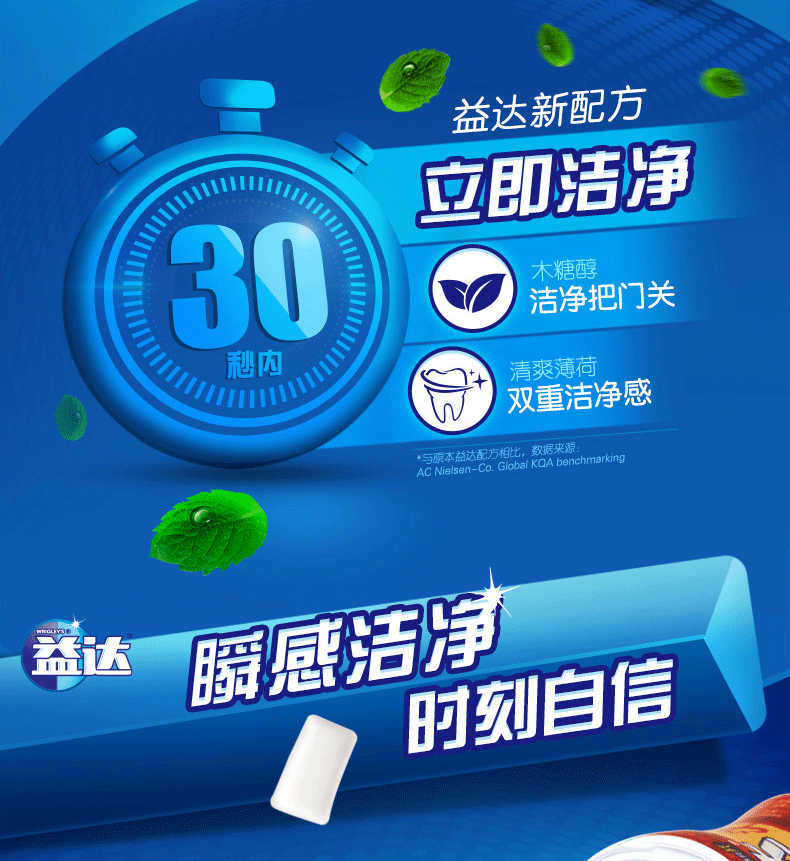 益达新配方
立即洁净
30
秒内
木糖醇
洁净把门关
清爽薄荷
双重洁净感
*与原本益达配方相比，数据来源：
AC Nielsen-Co. Global KQA benchmarking
WRIGLEY'S
益达
瞬感洁净
时刻自信